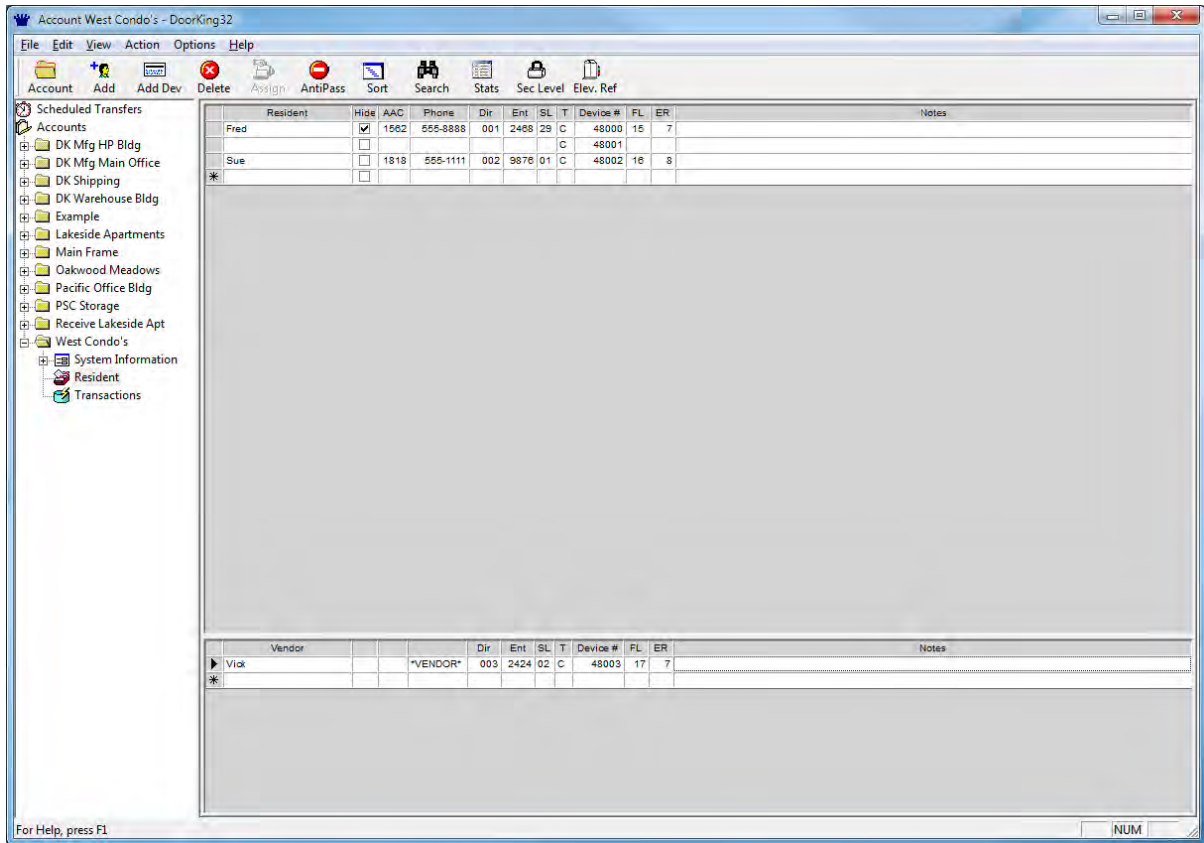 Account West Condo's - DoorKing32
File Edit View Action Options Help
Account Add Add Dev Delete Assign AntiPass Sort Search Stats Sec Level Elev. Ref
Scheduled Transfers
Accounts
DK Mfg HP Bldg
DK Mfg Main Office
DK Shipping
DK Warehouse Bldg
Example
Lakeside Apartments
Main Frame
Oakwood Meadows
Pacific Office Bldg
PSC Storage
Receive Lakeside Apt
West Condo's
System Information
Resident
Transactions
Resident Hide AAC Phone Dir Ent SL T Device # FL ER Notes
Fred 1562 555-8888 001 2468 29 C 48000 15 7
C 48001
Sue 1818 555-1111 002 9876 01 C 48002 16 8
Vendor Dir Ent SL T Device # FL ER Notes
Vick *VENDOR* 003 2424 02 C 48003 17 7
For Help, press F1
NUM